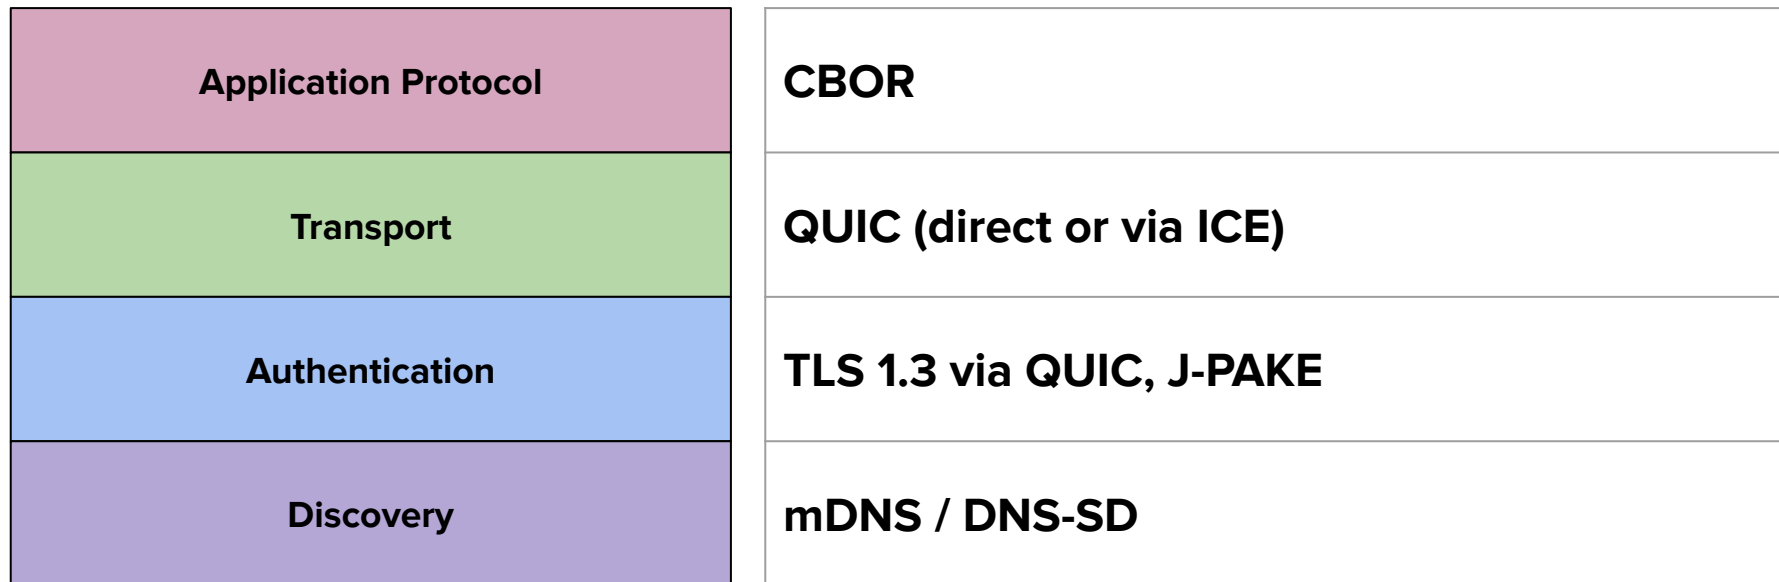 Application Protocol
CBOR
Transport
QUIC (direct or via ICE)
Authentication
TLS 1.3 via QUIC, J-PAKE
Discovery
mDNS / DNS-SD